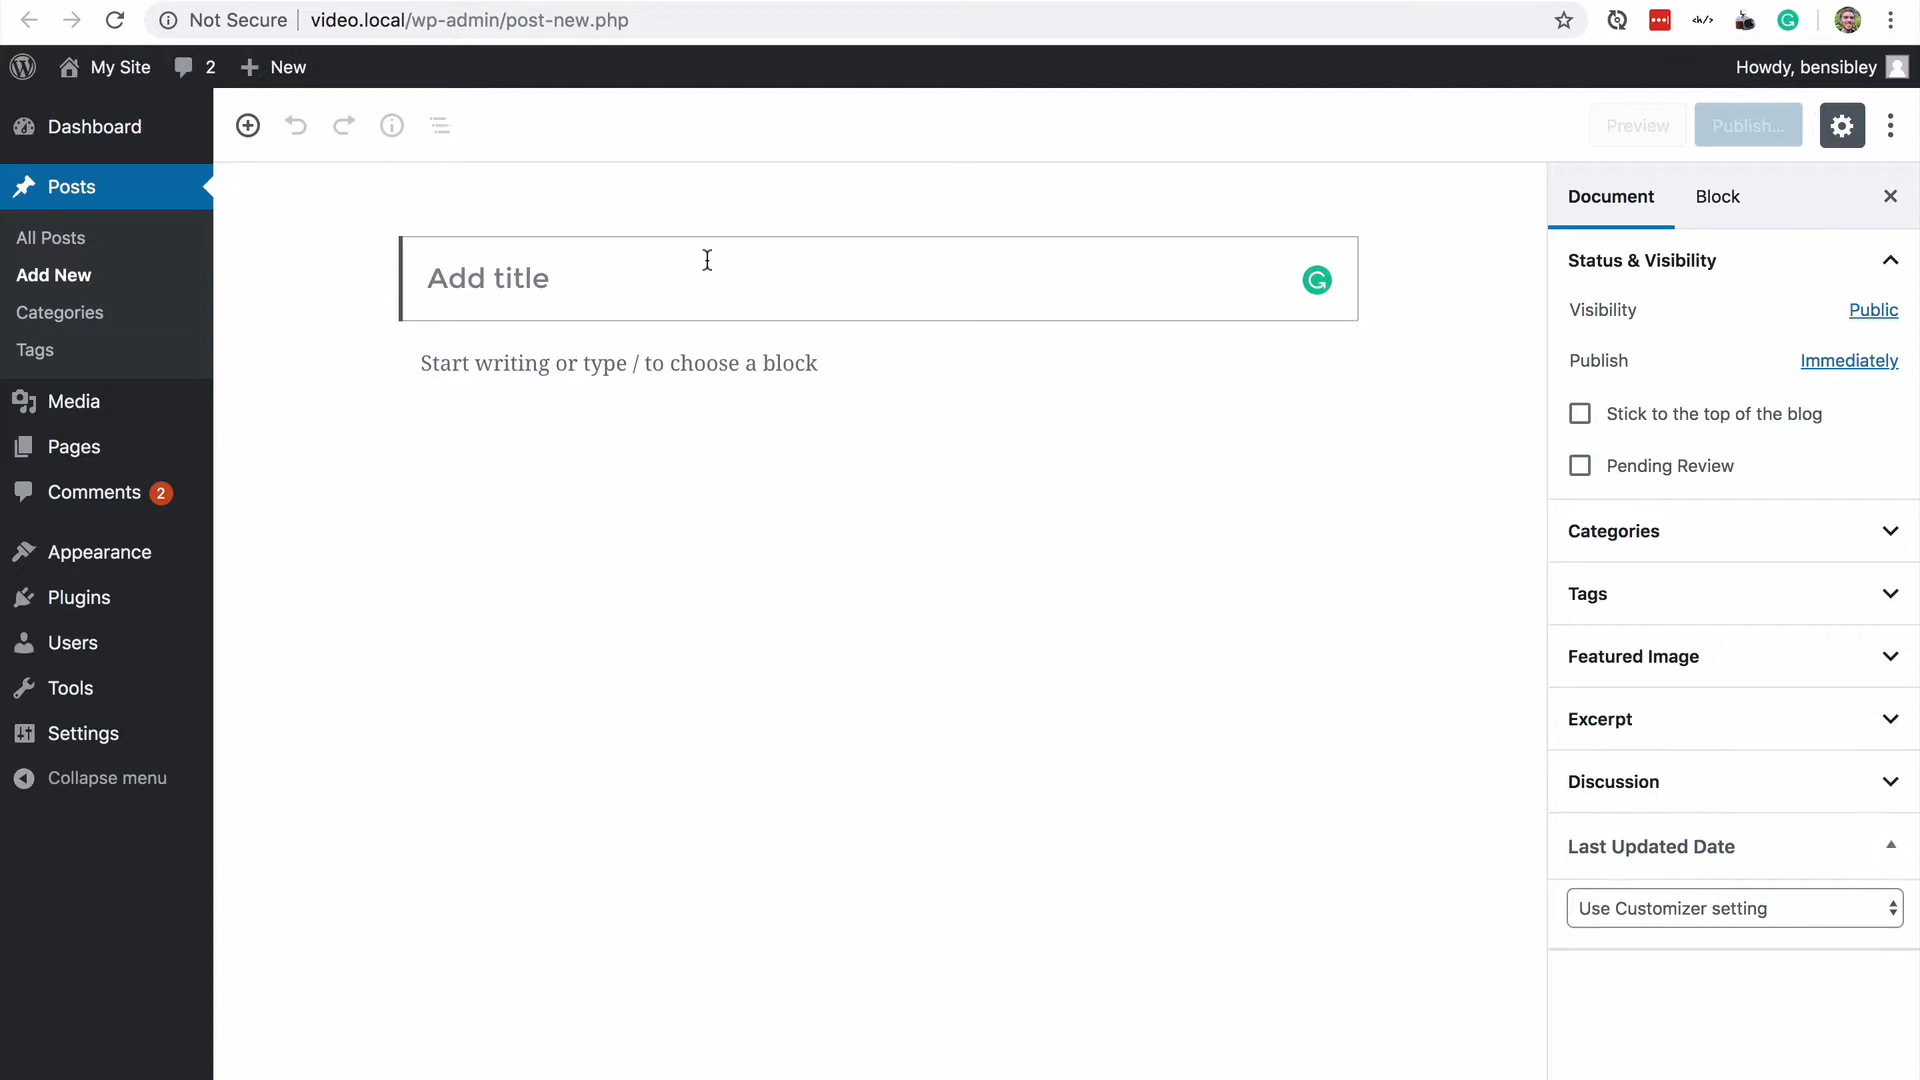 Not Secure | video.local/wp-admin/post-new.php
My Site 2 New
Howdy, bensibley
Dashboard
Posts
All Posts
Add New
Categories
Tags
Media
Pages
Comments 2
Appearance
Plugins
Users
Tools
Settings
Collapse menu
Preview Publish...
Add title
Start writing or type / to choose a block
Document Block
Status & Visibility
Visibility Public
Publish Immediately
Stick to the top of the blog
Pending Review
Categories
Tags
Featured Image
Excerpt
Discussion
Last Updated Date
Use Customizer setting